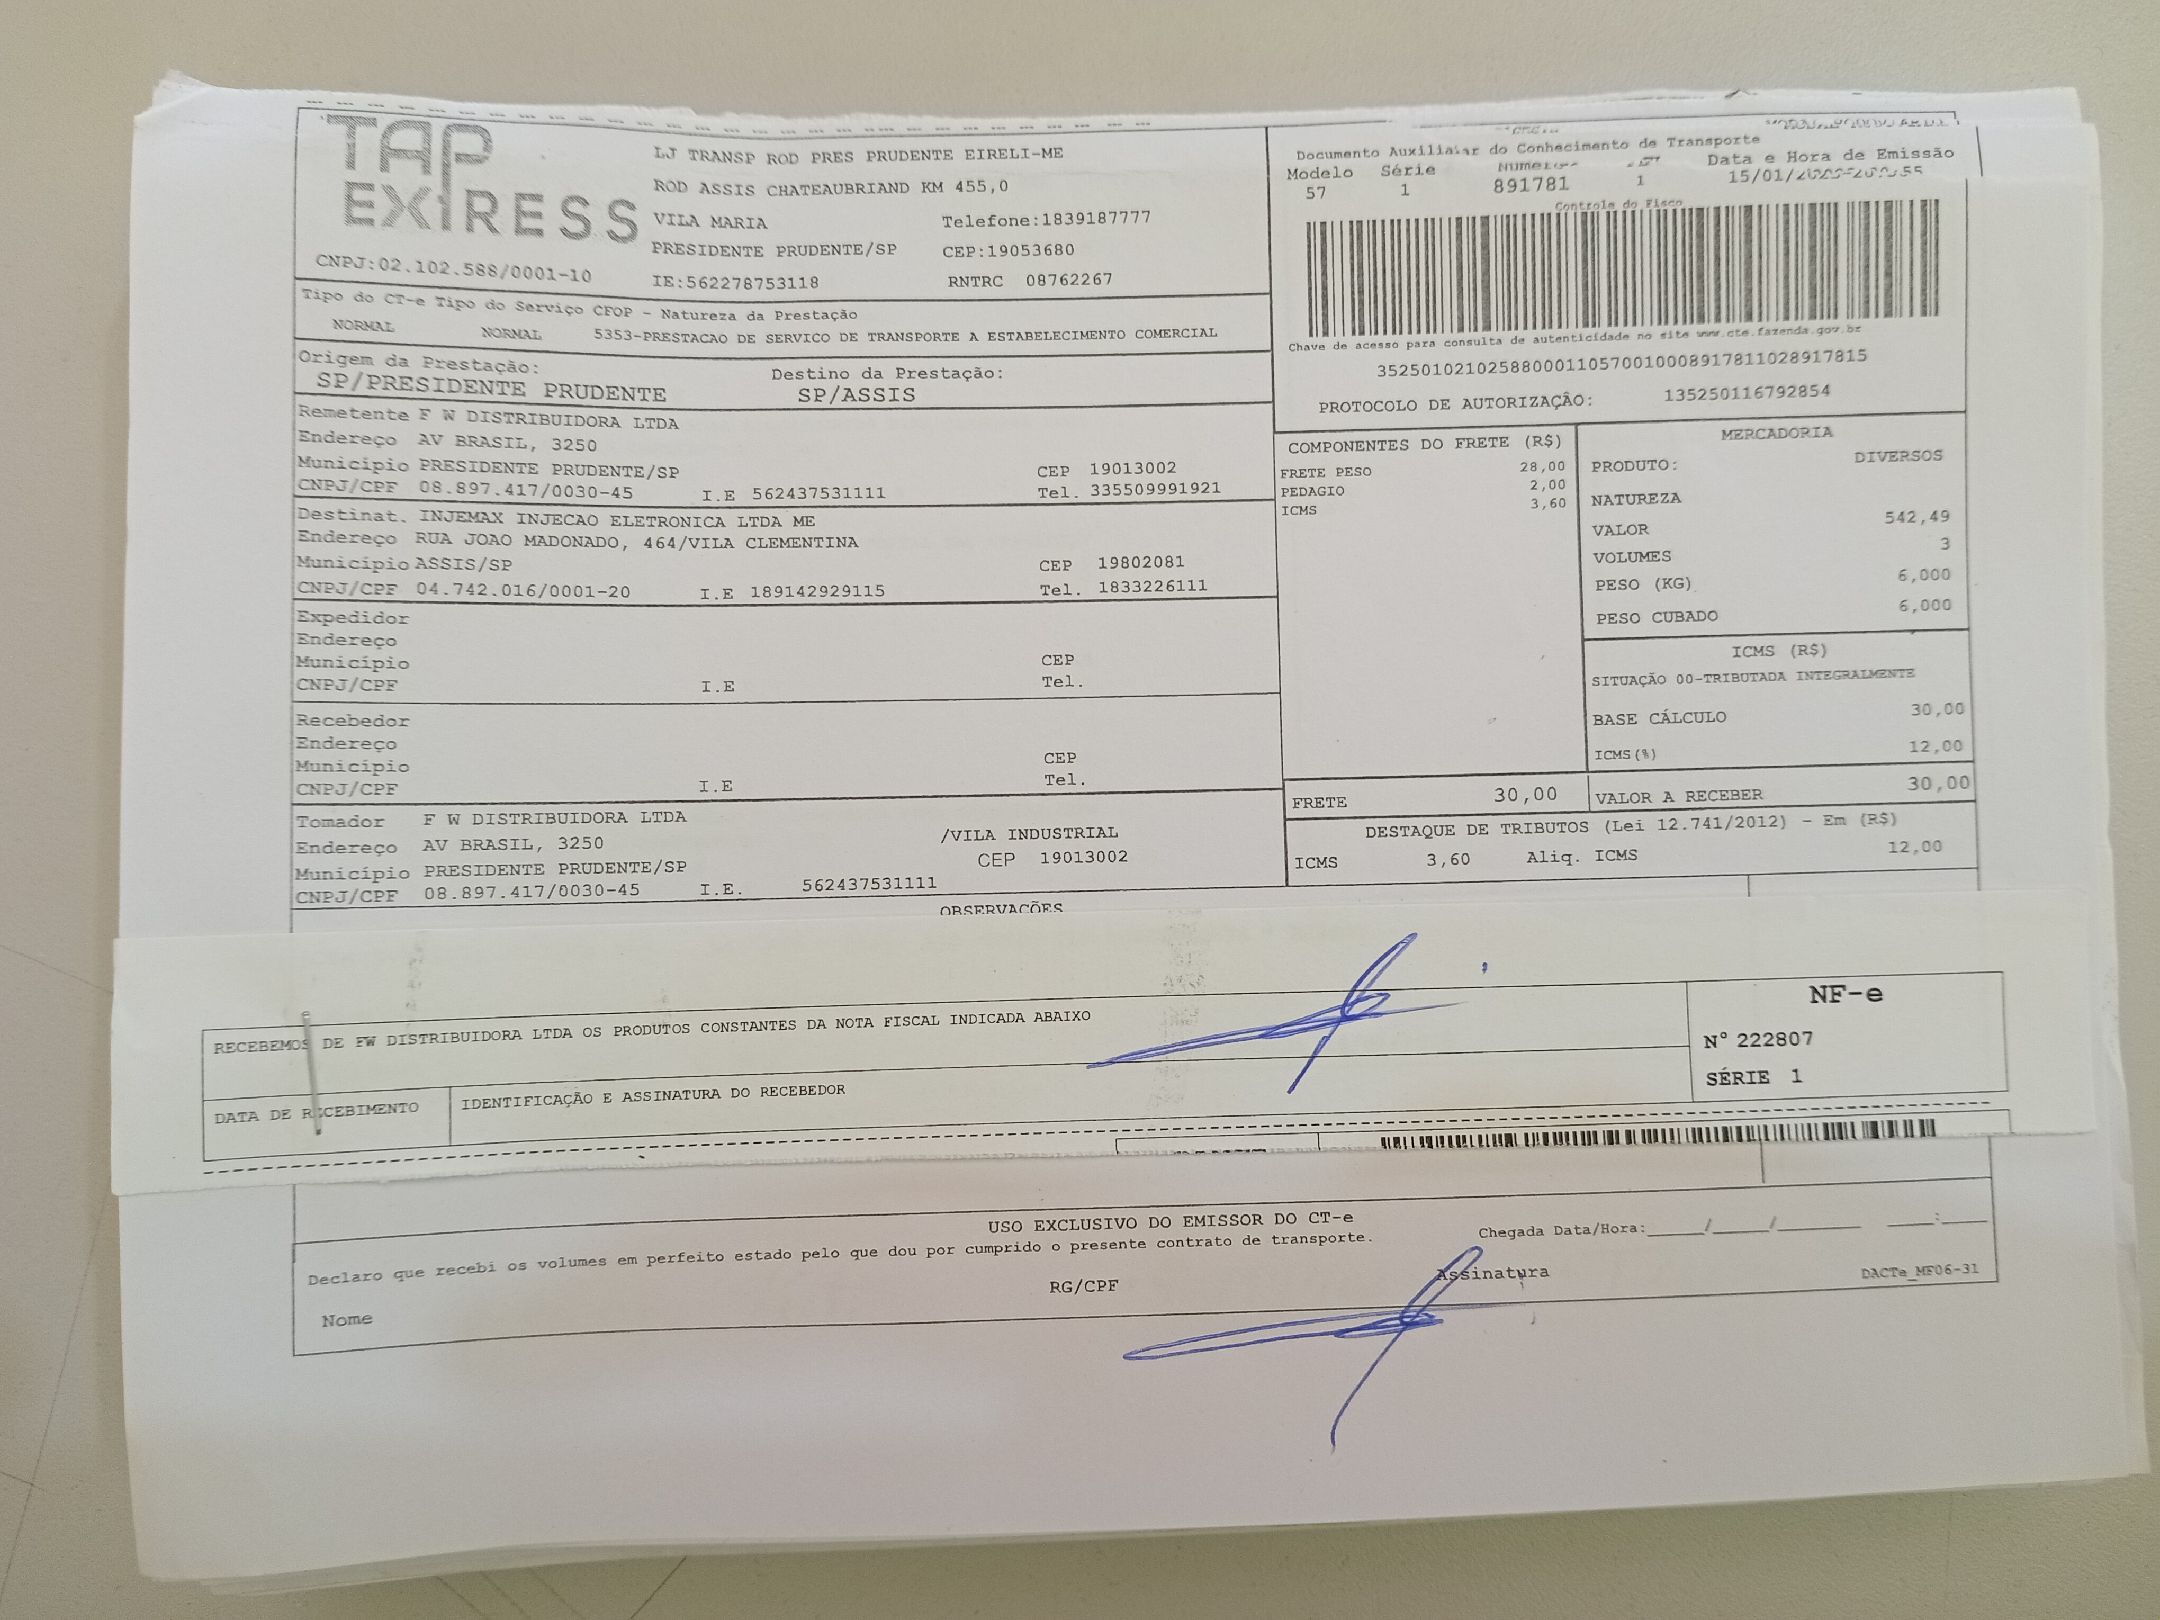 TAP
EXPRESS
LJ TRANSP ROD PRES PRUDENTE EIRELI-ME
ROD ASSIS CHATEAUBRIAND KM 455,0
VILA MARIA Telefone:1839187777
PRESIDENTE PRUDENTE/SP CEP:19053680
CNPJ:02.102.588/0001-10 IE:562278753118 RNTRC 08762267
Documento Auxiliar do Conhecimento de Transporte
Modelo Série Número Data e Hora de Emissão
57 1 891781 1 15/01/
Controle do Fisco
Chave de acesso para consulta de autenticidade no site www.cte.fazenda.gov.br
35250102102588000110570010008917811028917815
PROTOCOLO DE AUTORIZAÇÃO: 135250116792854
Tipo do CT-e Tipo do Serviço CFOP - Natureza da Prestação
NORMAL NORMAL 5353-PRESTACAO DE SERVICO DE TRANSPORTE A ESTABELECIMENTO COMERCIAL
Origem da Prestação: Destino da Prestação:
SP/PRESIDENTE PRUDENTE SP/ASSIS
Remetente F W DISTRIBUIDORA LTDA
Endereço AV BRASIL, 3250
Município PRESIDENTE PRUDENTE/SP CEP 19013002
CNPJ/CPF 08.897.417/0030-45 I.E 562437531111 Tel. 335509991921
Destinat. INJEMAX INJECAO ELETRONICA LTDA ME
Endereço RUA JOAO MADONADO, 464/VILA CLEMENTINA
Município ASSIS/SP CEP 19802081
CNPJ/CPF 04.742.016/0001-20 I.E 189142929115 Tel. 1833226111
Expedidor
Endereço
Município CEP
CNPJ/CPF I.E Tel.
Recebedor
Endereço
Município CEP
CNPJ/CPF I.E Tel.
Tomador F W DISTRIBUIDORA LTDA
Endereço AV BRASIL, 3250 /VILA INDUSTRIAL
Município PRESIDENTE PRUDENTE/SP CEP 19013002
CNPJ/CPF 08.897.417/0030-45 I.E. 562437531111
COMPONENTES DO FRETE (R$)
FRETE PESO 28,00
PEDAGIO 2,00
ICMS 3,60
MERCADORIA
PRODUTO: DIVERSOS
NATUREZA
VALOR 542,49
VOLUMES 3
PESO (KG) 6,000
PESO CUBADO 6,000
ICMS (R$)
SITUAÇÃO 00-TRIBUTADA INTEGRALMENTE
BASE CÁLCULO 30,00
ICMS(%) 12,00
FRETE 30,00 VALOR A RECEBER 30,00
DESTAQUE DE TRIBUTOS (Lei 12.741/2012) - Em (R$)
ICMS 3,60 Aliq. ICMS 12,00
OBSERVAÇÕES
RECEBEMOS DE FW DISTRIBUIDORA LTDA OS PRODUTOS CONSTANTES DA NOTA FISCAL INDICADA ABAIXO
DATA DE RECEBIMENTO IDENTIFICAÇÃO E ASSINATURA DO RECEBEDOR
NF-e
N° 222807
SÉRIE 1
USO EXCLUSIVO DO EMISSOR DO CT-e
Declaro que recebi os volumes em perfeito estado pelo que dou por cumprido o presente contrato de transporte.
Chegada Data/Hora:_____/_____/________ ____:____
Nome RG/CPF Assinatura DACTe_MF06-31